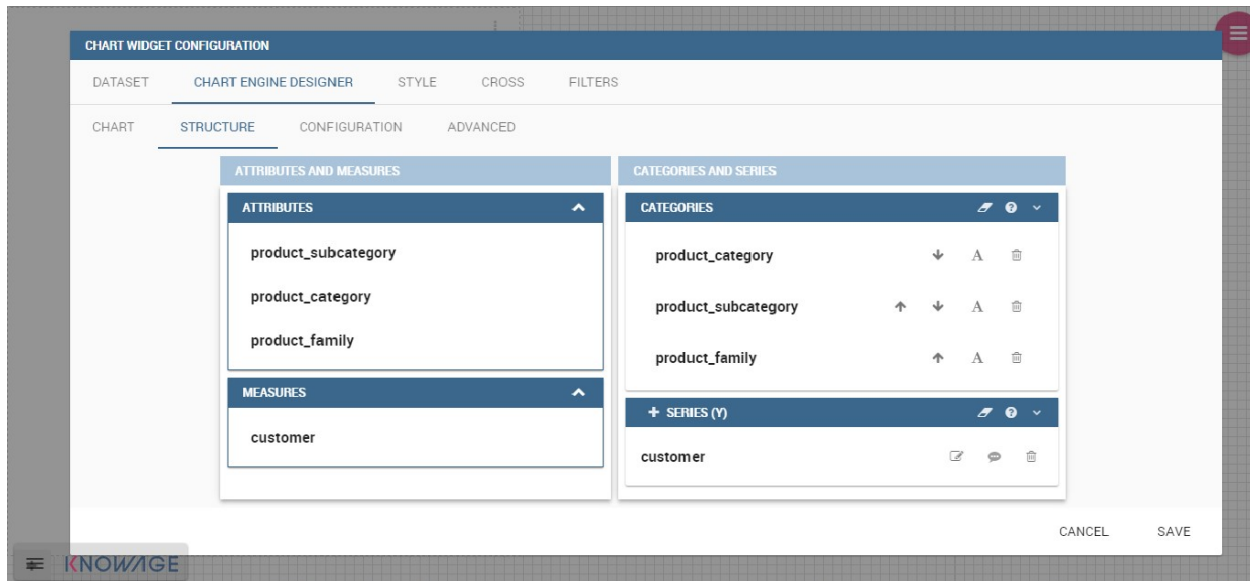 CHART WIDGET CONFIGURATION
DATASET CHART ENGINE DESIGNER STYLE CROSS FILTERS
CHART STRUCTURE CONFIGURATION ADVANCED
ATTRIBUTES AND MEASURES
ATTRIBUTES
product_subcategory
product_category
product_family
MEASURES
customer
CATEGORIES AND SERIES
CATEGORIES
product_category A
product_subcategory A
product_family A
+ SERIES (Y)
customer
CANCEL SAVE
KNOWAGE